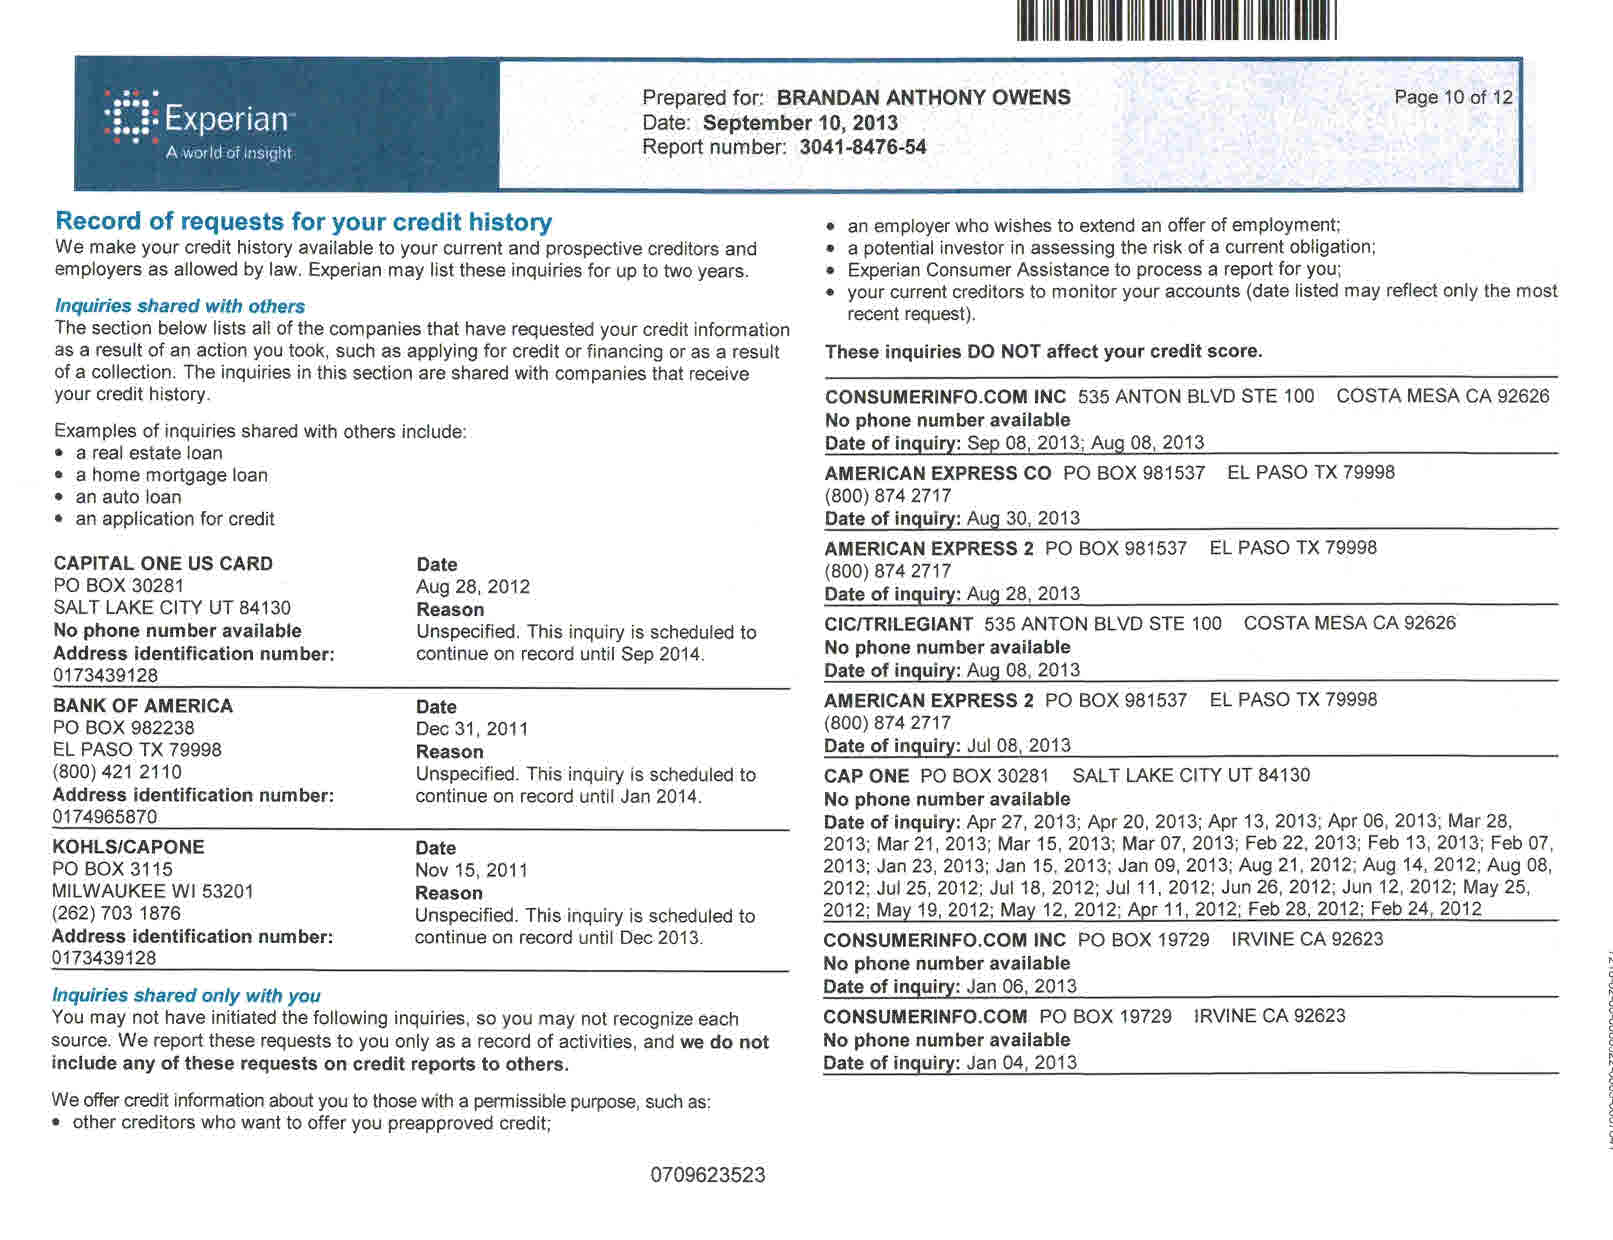 Experian
A world of insight
Prepared for: BRANDAN ANTHONY OWENS
Date: September 10, 2013
Report number: 3041-8476-54
Page 10 of 12
Record of requests for your credit history
We make your credit history available to your current and prospective creditors and
employers as allowed by law. Experian may list these inquiries for up to two years.
Inquiries shared with others
The section below lists all of the companies that have requested your credit information
as a result of an action you took, such as applying for credit or financing or as a result
of a collection. The inquiries in this section are shared with companies that receive
your credit history.
Examples of inquiries shared with others include:
• a real estate loan
• a home mortgage loan
• an auto loan
• an application for credit
CAPITAL ONE US CARD
PO BOX 30281
SALT LAKE CITY UT 84130
No phone number available
Address identification number:
0173439128
Date
Aug 28, 2012
Reason
Unspecified. This inquiry is scheduled to
continue on record until Sep 2014.
BANK OF AMERICA
PO BOX 982238
EL PASO TX 79998
(800) 421 2110
Address identification number:
0174965870
Date
Dec 31, 2011
Reason
Unspecified. This inquiry is scheduled to
continue on record until Jan 2014.
KOHLS/CAPONE
PO BOX 3115
MILWAUKEE WI 53201
(262) 703 1876
Address identification number:
0173439128
Date
Nov 15, 2011
Reason
Unspecified. This inquiry is scheduled to
continue on record until Dec 2013.
Inquiries shared only with you
You may not have initiated the following inquiries, so you may not recognize each
source. We report these requests to you only as a record of activities, and we do not
include any of these requests on credit reports to others.
We offer credit information about you to those with a permissible purpose, such as:
• other creditors who want to offer you preapproved credit;
• an employer who wishes to extend an offer of employment;
• a potential investor in assessing the risk of a current obligation;
• Experian Consumer Assistance to process a report for you;
• your current creditors to monitor your accounts (date listed may reflect only the most
recent request).
These inquiries DO NOT affect your credit score.
CONSUMERINFO.COM INC 535 ANTON BLVD STE 100 COSTA MESA CA 92626
No phone number available
Date of inquiry: Sep 08, 2013; Aug 08, 2013
AMERICAN EXPRESS CO PO BOX 981537 EL PASO TX 79998
(800) 874 2717
Date of inquiry: Aug 30, 2013
AMERICAN EXPRESS 2 PO BOX 981537 EL PASO TX 79998
(800) 874 2717
Date of inquiry: Aug 28, 2013
CIC/TRILEGIANT 535 ANTON BLVD STE 100 COSTA MESA CA 92626
No phone number available
Date of inquiry: Aug 08, 2013
AMERICAN EXPRESS 2 PO BOX 981537 EL PASO TX 79998
(800) 874 2717
Date of inquiry: Jul 08, 2013
CAP ONE PO BOX 30281 SALT LAKE CITY UT 84130
No phone number available
Date of inquiry: Apr 27, 2013; Apr 20, 2013; Apr 13, 2013; Apr 06, 2013; Mar 28,
2013; Mar 21, 2013; Mar 15, 2013; Mar 07, 2013; Feb 22, 2013; Feb 13, 2013; Feb 07,
2013; Jan 23, 2013; Jan 15, 2013; Jan 09, 2013; Aug 21, 2012; Aug 14, 2012; Aug 08,
2012; Jul 25, 2012; Jul 18, 2012; Jul 11, 2012; Jun 26, 2012; Jun 12, 2012; May 25,
2012; May 19, 2012; May 12, 2012; Apr 11, 2012; Feb 28, 2012; Feb 24, 2012
CONSUMERINFO.COM INC PO BOX 19729 IRVINE CA 92623
No phone number available
Date of inquiry: Jan 06, 2013
CONSUMERINFO.COM PO BOX 19729 IRVINE CA 92623
No phone number available
Date of inquiry: Jan 04, 2013
0709623523